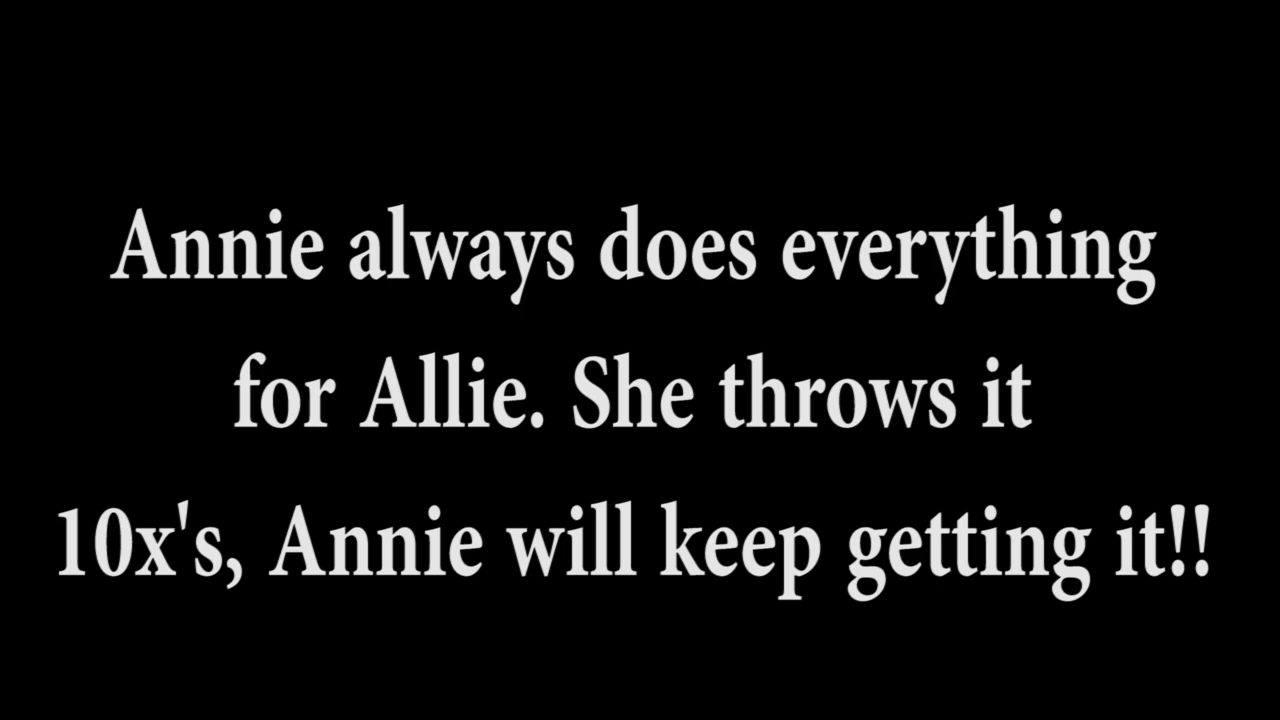 Annie always does everything
for Allie. She throws it
10x's, Annie will keep getting it!!